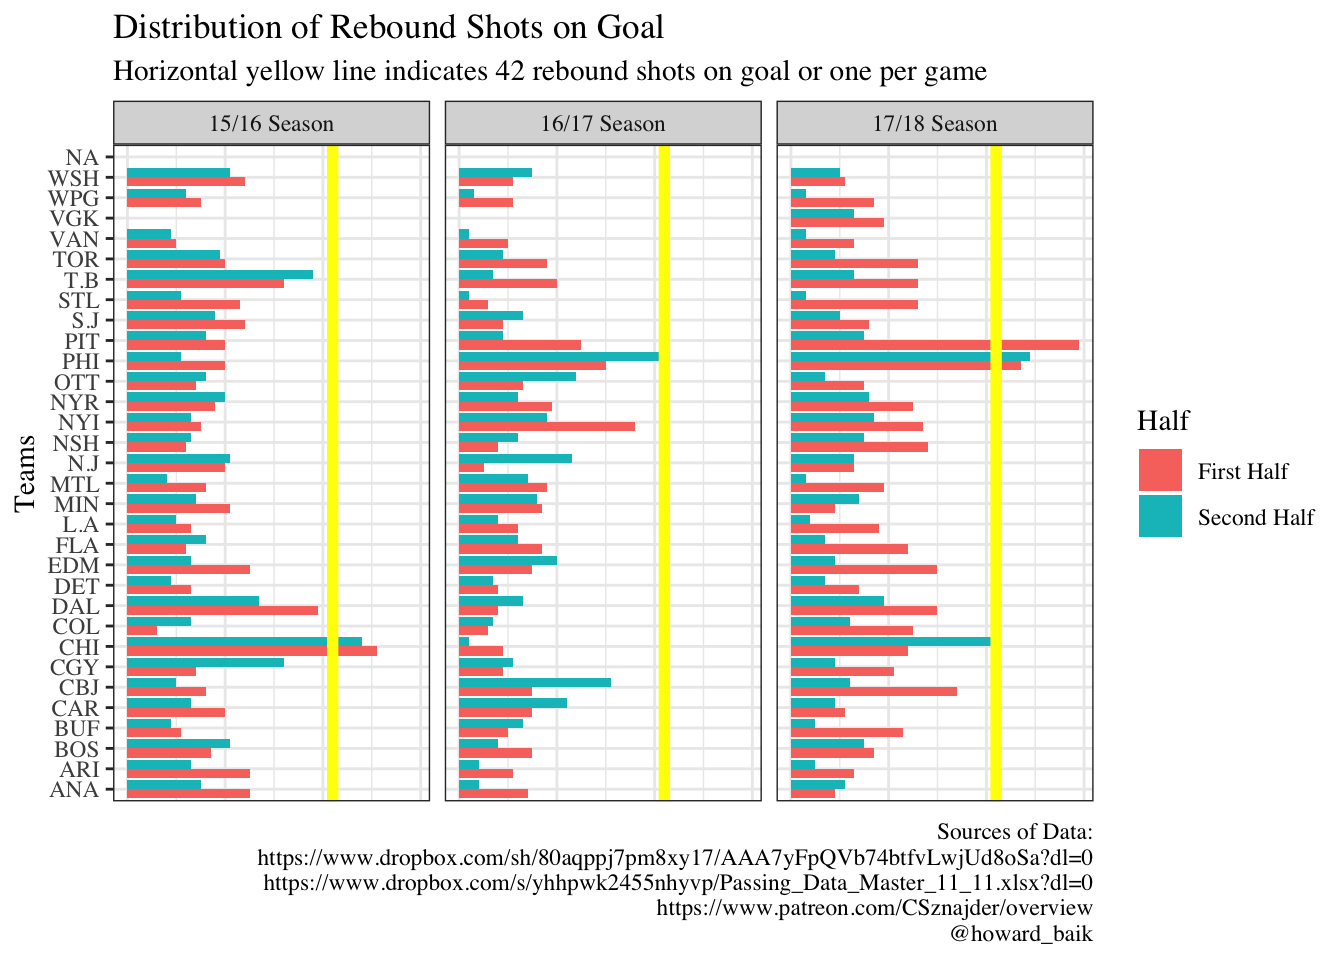 Distribution of Rebound Shots on Goal
Horizontal yellow line indicates 42 rebound shots on goal or one per game
15/16 Season
16/17 Season
17/18 Season
Teams
NA
WSH
WPG
VGK
VAN
TOR
T.B
STL
S.J
PIT
PHI
OTT
NYR
NYI
NSH
N.J
MTL
MIN
L.A
FLA
EDM
DET
DAL
COL
CHI
CGY
CBJ
CAR
BUF
BOS
ARI
ANA
Half
First Half
Second Half
Sources of Data:
https://www.dropbox.com/sh/80aqppj7pm8xy17/AAA7yFpQVb74btfvLwjUd8oSa?dl=0
https://www.dropbox.com/s/yhhpwk2455nhyvp/Passing_Data_Master_11_11.xlsx?dl=0
https://www.patreon.com/CSznajder/overview
@howard_baik